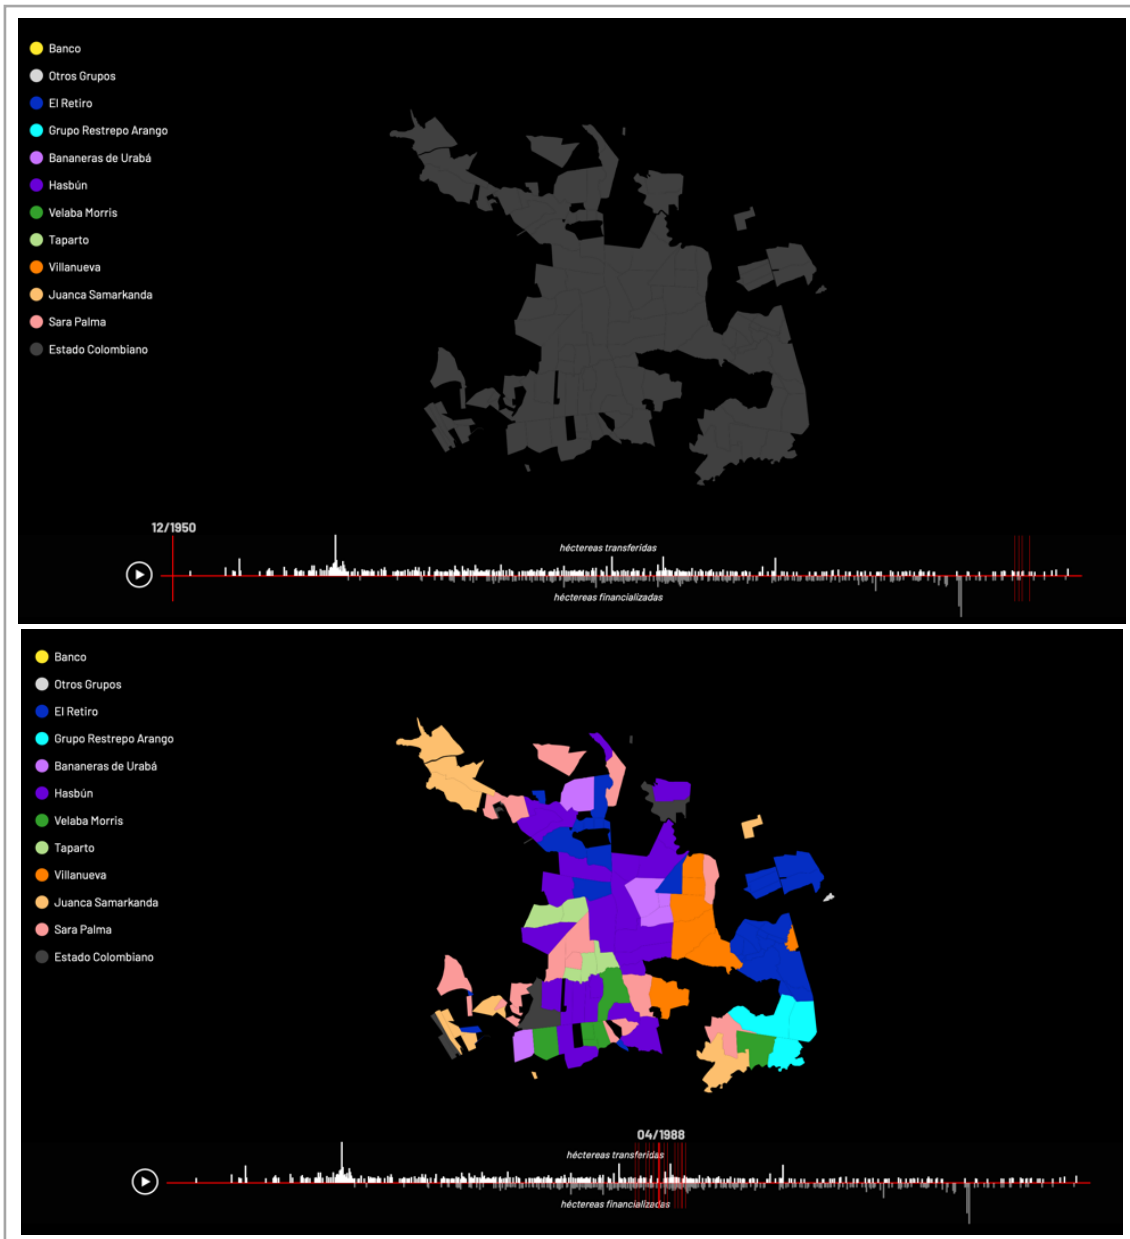 Banco
Otros Grupos
El Retiro
Grupo Restrepo Arango
Bananeras de Urabá
Hasbún
Velaba Morris
Taparto
Villanueva
Juanca Samarkanda
Sara Palma
Estado Colombiano
12/1950
héctereas transferidas
héctereas financializadas
Banco
Otros Grupos
El Retiro
Grupo Restrepo Arango
Bananeras de Urabá
Hasbún
Velaba Morris
Taparto
Villanueva
Juanca Samarkanda
Sara Palma
Estado Colombiano
04/1988
héctereas transferidas
héctereas financializadas